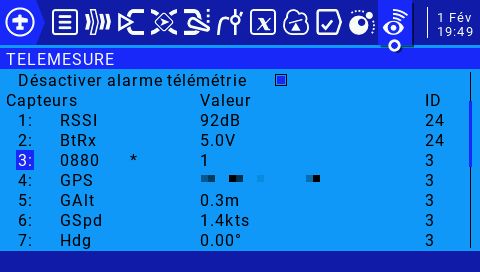 1 Fév
19:49
TELEMESURE
Désactiver alarme télémétrie
Capteurs Valeur ID
1: RSSI 92dB 24
2: BtRx 5.0V 24
3: 0880 * 1 3
4: GPS 3
5: GAlt 0.3m 3
6: GSpd 1.4kts 3
7: Hdg 0.00° 3